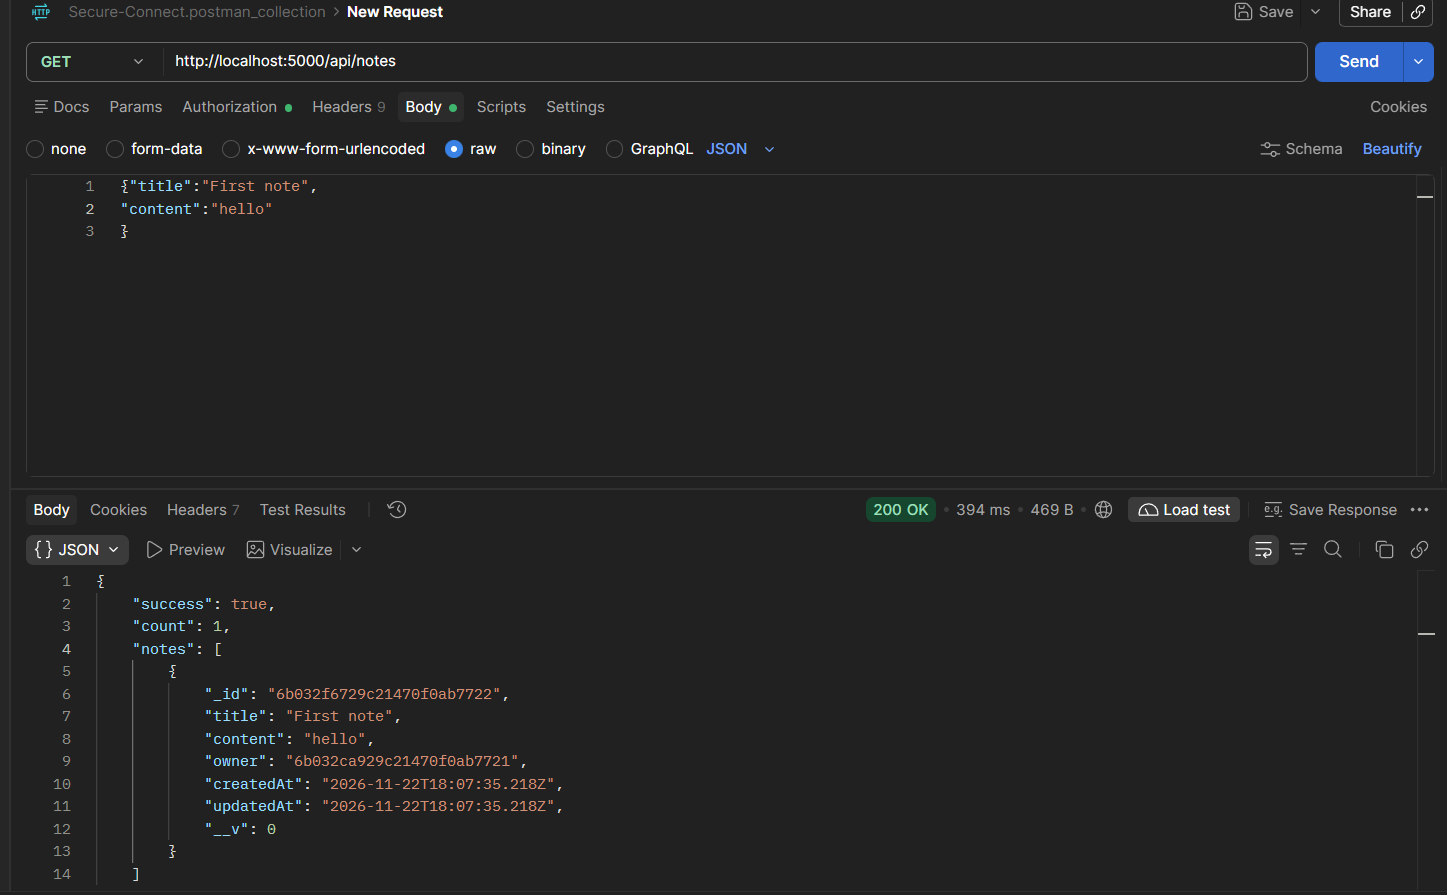 HTTP Secure-Connect.postman_collection > New Request Save Share
GET http://localhost:5000/api/notes Send
Docs Params Authorization Headers 9 Body Scripts Settings Cookies
none form-data x-www-form-urlencoded raw binary GraphQL JSON Schema Beautify
1 {"title":"First note",
2 "content":"hello"
3 }
Body Cookies Headers 7 Test Results 200 OK • 394 ms • 469 B • Load test e.g. Save Response
{} JSON Preview Visualize
1 {
2 "success": true,
3 "count": 1,
4 "notes": [
5 {
6 "_id": "6b032f6729c21470f0ab7722",
7 "title": "First note",
8 "content": "hello",
9 "owner": "6b032ca929c21470f0ab7721",
10 "createdAt": "2026-11-22T18:07:35.218Z",
11 "updatedAt": "2026-11-22T18:07:35.218Z",
12 "__v": 0
13 }
14 ]